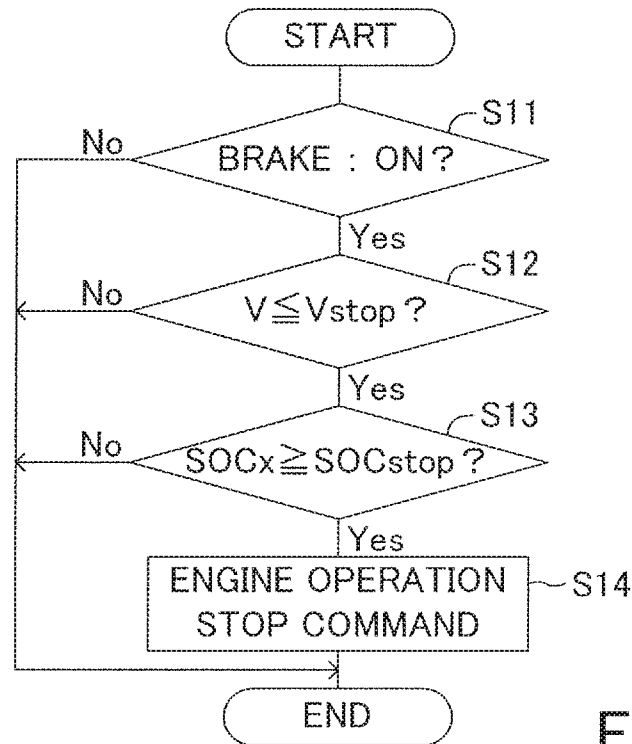 START
S11
No
BRAKE : ON ?
Yes
S12
No
V≦Vstop ?
Yes
S13
No
SOCx≧SOCstop ?
Yes
ENGINE OPERATION
STOP COMMAND
S14
END